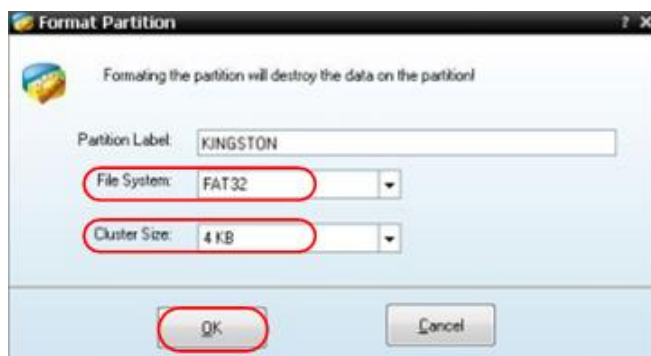 Format Partition ? X
Formating the partition will destroy the data on the partition!
Partition Label: KINGSTON
File System: FAT32
Cluster Size: 4 KB
OK Cancel